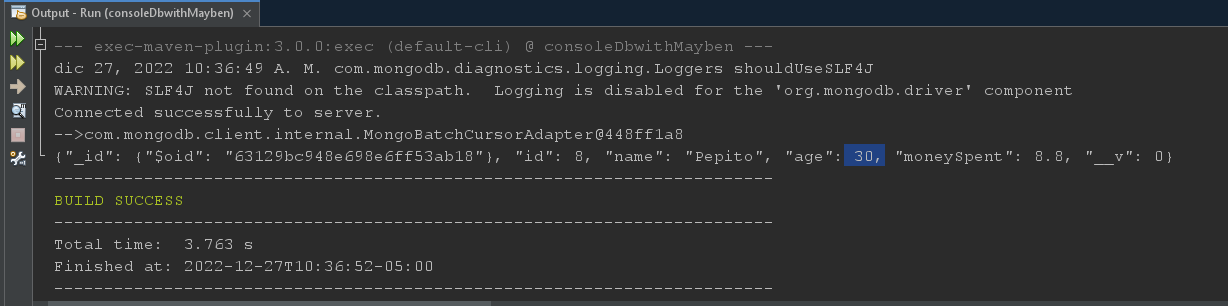 Output - Run (consoleDbwithMayben) ×
--- exec-maven-plugin:3.0.0:exec (default-cli) @ consoleDbwithMayben ---
dic 27, 2022 10:36:49 A. M. com.mongodb.diagnostics.logging.Loggers shouldUseSLF4J
WARNING: SLF4J not found on the classpath.  Logging is disabled for the 'org.mongodb.driver' component
Connected successfully to server.
-->com.mongodb.client.internal.MongoBatchCursorAdapter@448ff1a8
{"_id": {"$oid": "63129bc948e698e6ff53ab18"}, "id": 8, "name": "Pepito", "age": 30, "moneySpent": 8.8, "__v": 0}
------------------------------------------------------------------------
BUILD SUCCESS
------------------------------------------------------------------------
Total time:  3.763 s
Finished at: 2022-12-27T10:36:52-05:00
------------------------------------------------------------------------